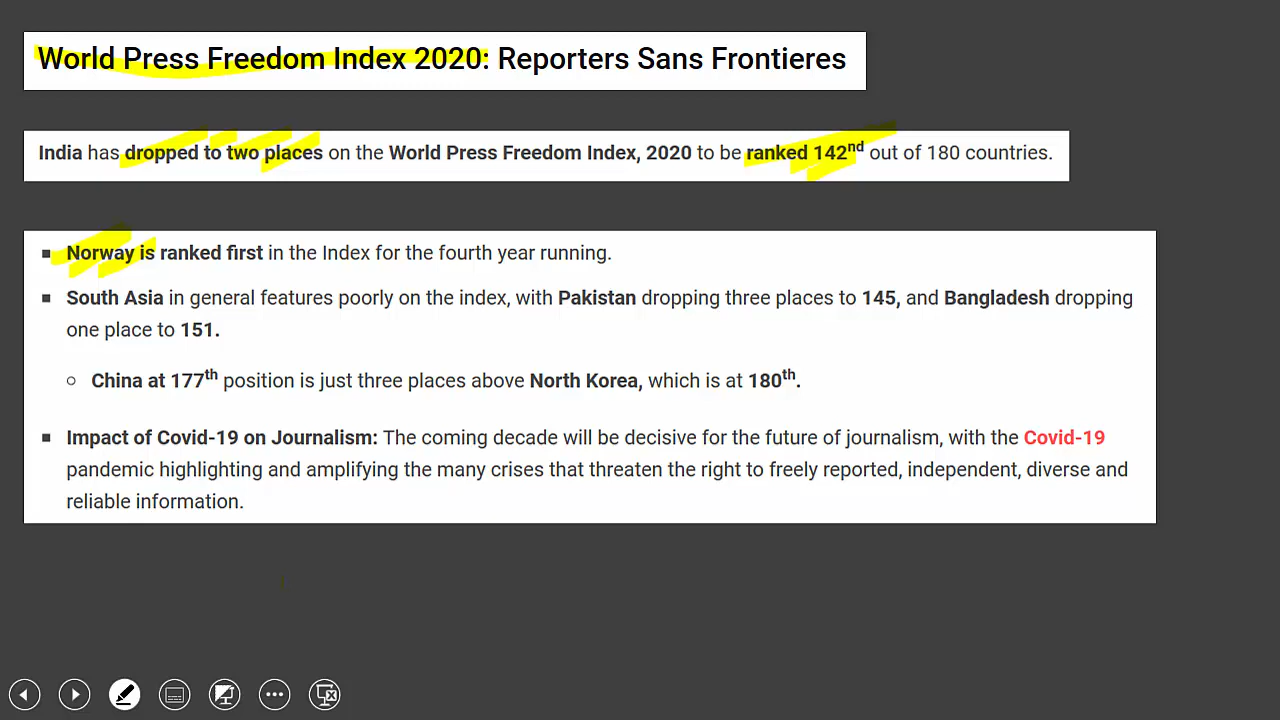 World Press Freedom Index 2020: Reporters Sans Frontieres
India has dropped to two places on the World Press Freedom Index, 2020 to be ranked 142nd out of 180 countries.
Norway is ranked first in the Index for the fourth year running.
South Asia in general features poorly on the index, with Pakistan dropping three places to 145, and Bangladesh dropping
one place to 151.
China at 177th position is just three places above North Korea, which is at 180th.
Impact of Covid-19 on Journalism: The coming decade will be decisive for the future of journalism, with the Covid-19
pandemic highlighting and amplifying the many crises that threaten the right to freely reported, independent, diverse and
reliable information.